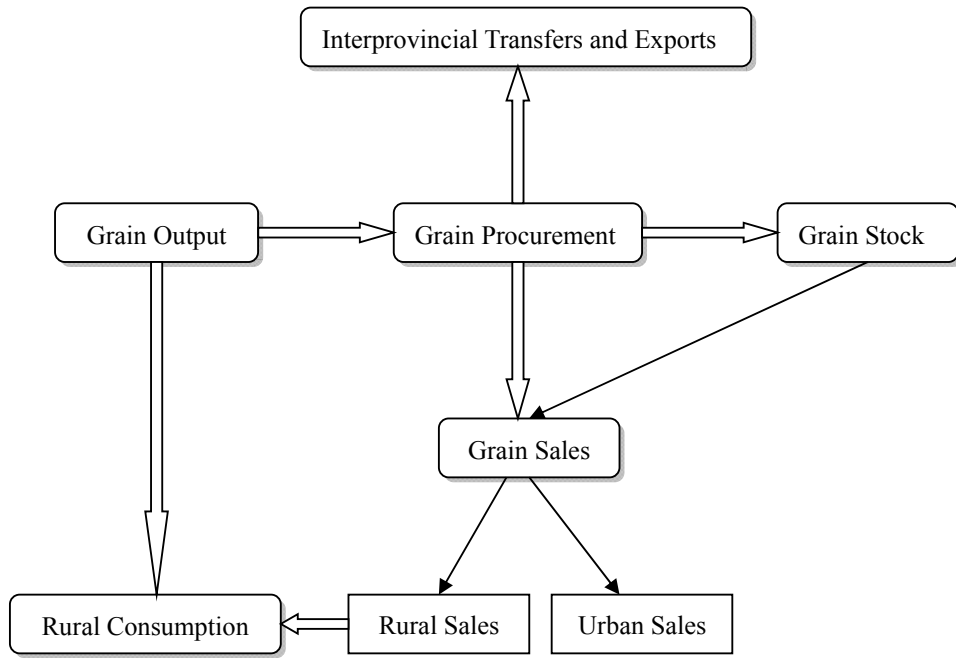 Interprovincial Transfers and Exports
Grain Output
Grain Procurement
Grain Stock
Grain Sales
Rural Consumption
Rural Sales
Urban Sales